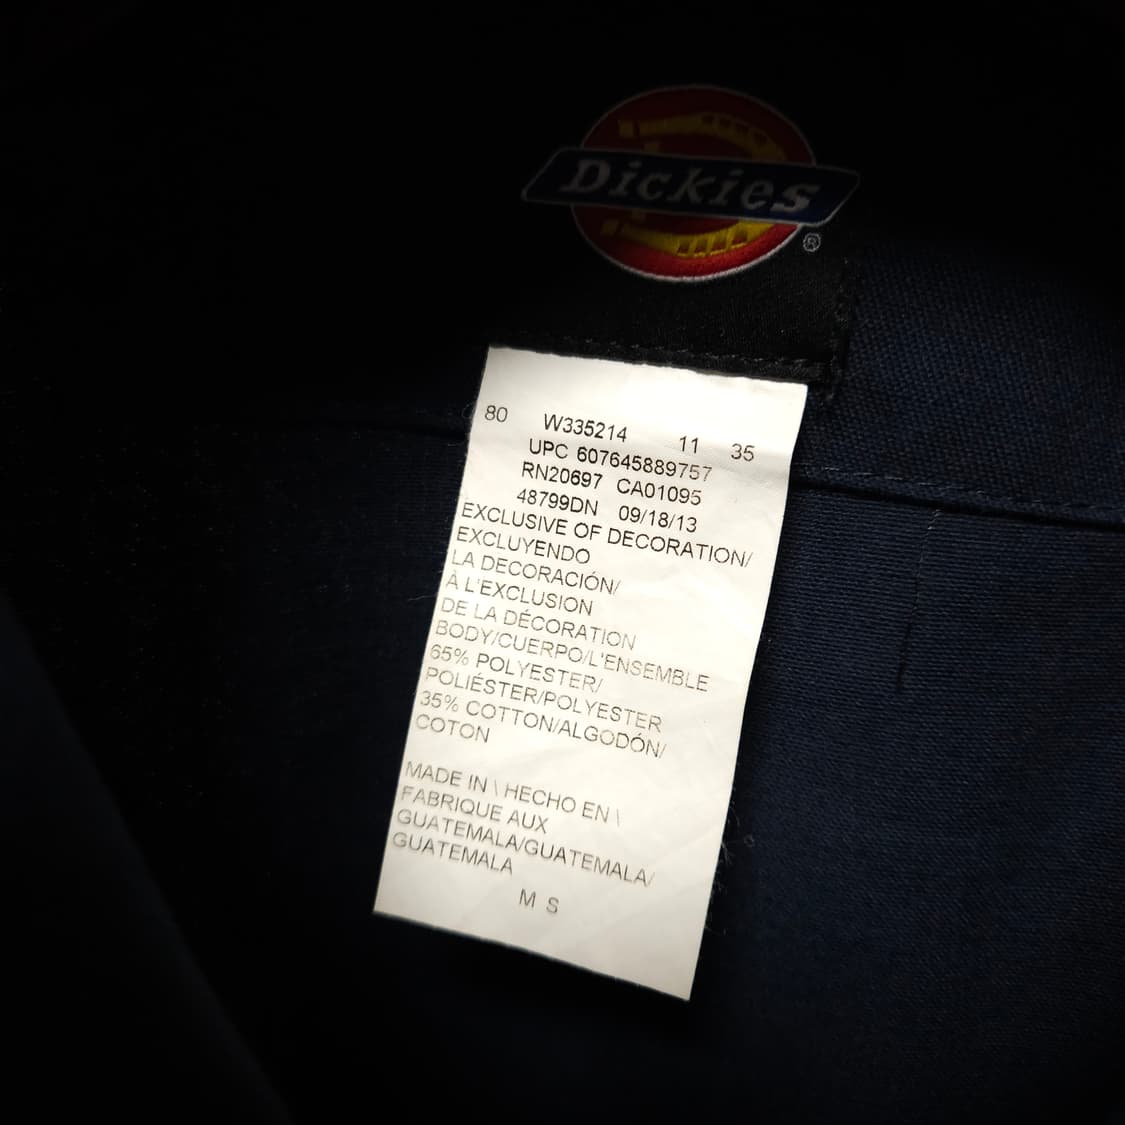 Dickies
®
80 W335214 11 35
UPC 607645889757
RN20697 CA01095
48799DN 09/18/13
EXCLUSIVE OF DECORATION/
EXCLUYENDO
LA DECORACIÓN/
À L'EXCLUSION
DE LA DÉCORATION
BODY/CUERPO/L'ENSEMBLE
65% POLYESTER/
POLIÉSTER/POLYESTER
35% COTTON/ALGODÓN/
COTON
MADE IN \ HECHO EN \
FABRIQUE AUX
GUATEMALA/GUATEMALA/
GUATEMALA
M S